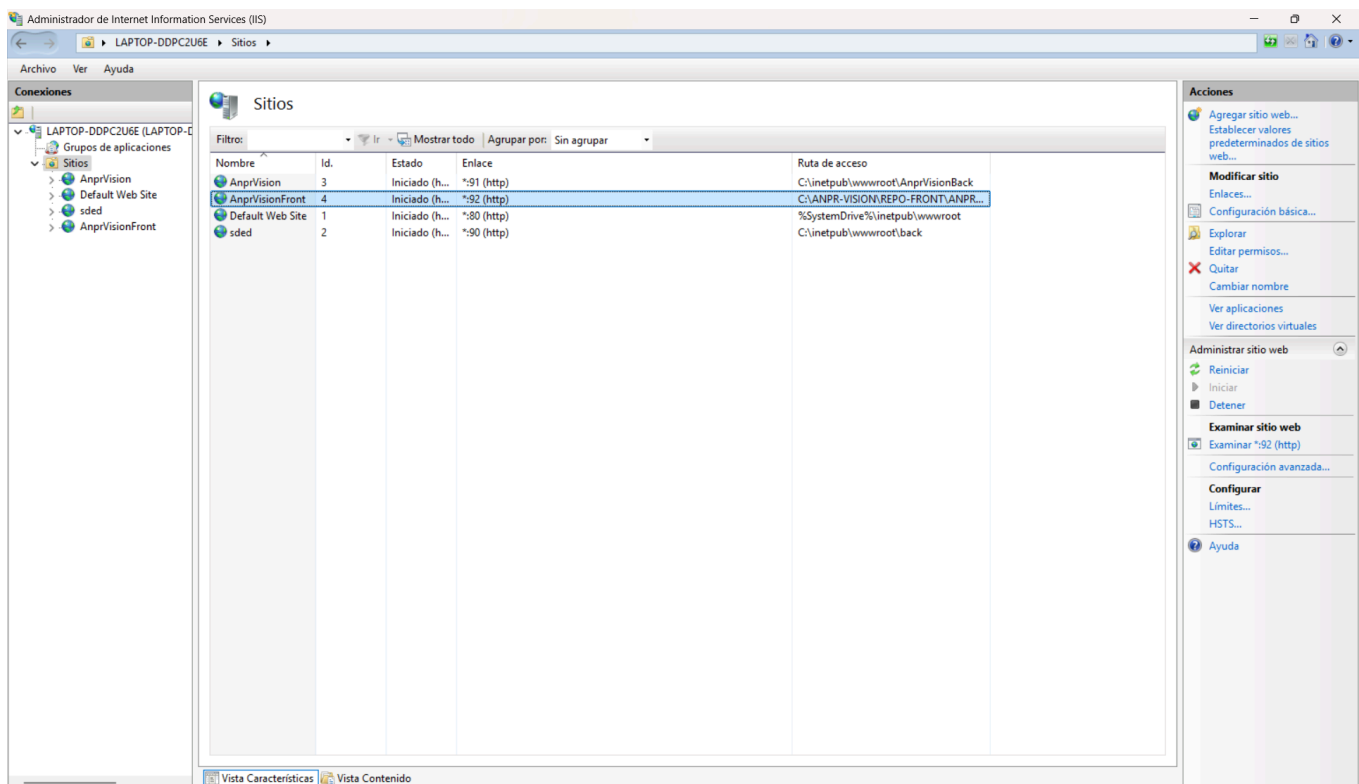 Administrador de Internet Information Services (IIS)
LAPTOP-DDPC2U6E Sitios
Archivo Ver Ayuda
Conexiones
LAPTOP-DDPC2U6E (LAPTOP-D
Grupos de aplicaciones
Sitios
AnprVision
Default Web Site
sded
AnprVisionFront
Sitios
Filtro: Ir Mostrar todo Agrupar por: Sin agrupar
Nombre Id. Estado Enlace Ruta de acceso
AnprVision 3 Iniciado (h... *:91 (http) C:\inetpub\wwwroot\AnprVisionBack
AnprVisionFront 4 Iniciado (h... *:92 (http) C:\ANPR-VISION\REPO-FRONT\ANPR...
Default Web Site 1 Iniciado (h... *:80 (http) %SystemDrive%\inetpub\wwwroot
sded 2 Iniciado (h... *:90 (http) C:\inetpub\wwwroot\back
Vista Características Vista Contenido
Acciones
Agregar sitio web...
Establecer valores
predeterminados de sitios
web...
Modificar sitio
Enlaces...
Configuración básica...
Explorar
Editar permisos...
Quitar
Cambiar nombre
Ver aplicaciones
Ver directorios virtuales
Administrar sitio web
Reiniciar
Iniciar
Detener
Examinar sitio web
Examinar *:92 (http)
Configuración avanzada...
Configurar
Límites...
HSTS...
Ayuda